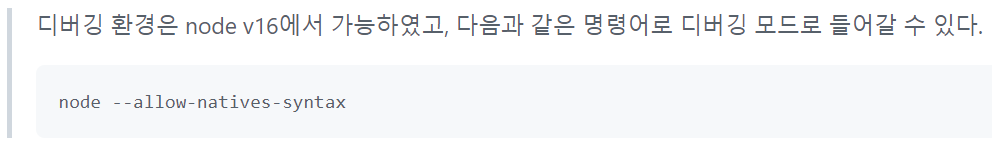 디버깅 환경은 node v16에서 가능하였고, 다음과 같은 명령어로 디버깅 모드로 들어갈 수 있다.
node --allow-natives-syntax